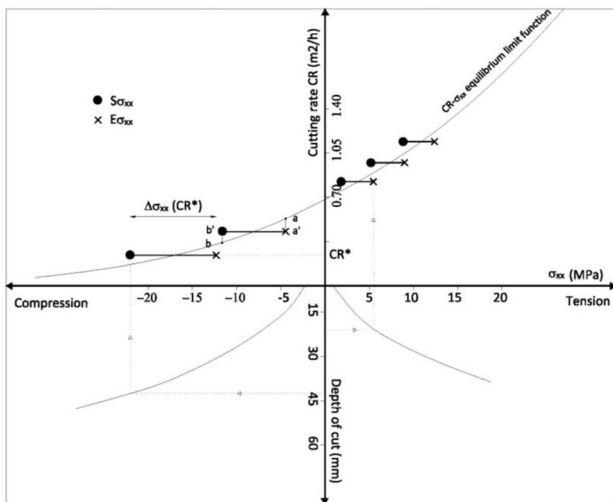 Cutting rate CR (m2/h)
CR-σxx equilibrium limit function
Sσxx
Eσxx
1.40
1.05
0.70
Δσxx (CR*)
b'
b
a
a'
CR*
Compression
−20
−15
−10
−5
5
10
15
20
σxx (MPa)
Tension
15
30
45
60
Depth of cut (mm)